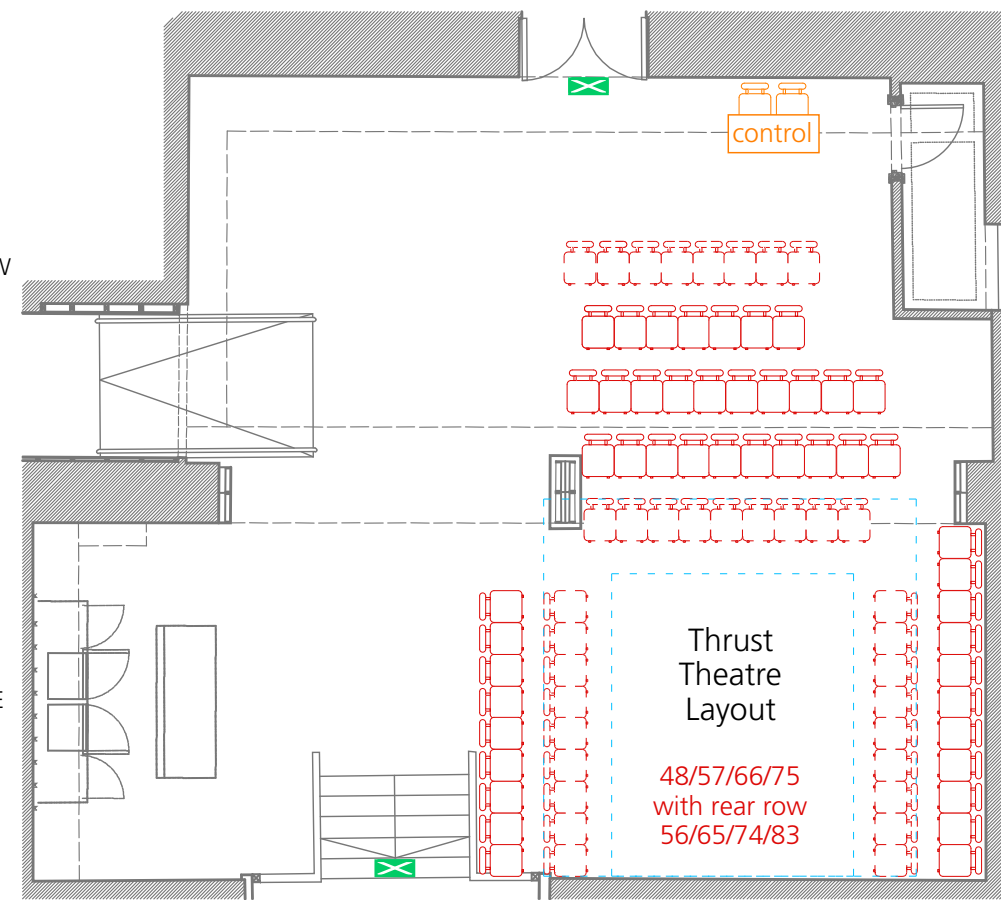 control
W
E
Thrust
Theatre
Layout
48/57/66/75
with rear row
56/65/74/83